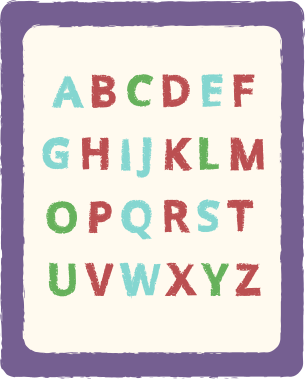 ABCDEF
GHIJKLM
OPQRST
UVWXYZ